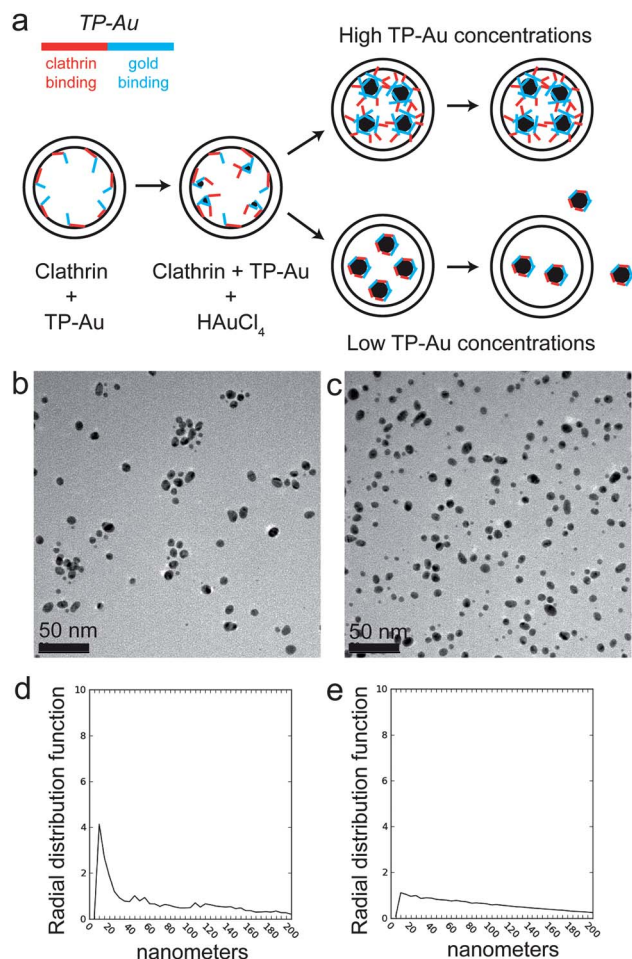 a
TP-Au
clathrin
binding
gold
binding
High TP-Au concentrations
Clathrin
+
TP-Au
Clathrin + TP-Au
+
HAuCl₄
Low TP-Au concentrations
b
50 nm
c
50 nm
d
Radial distribution function
10
8
6
4
2
0
0 20 40 60 80 100 120 140 160 180 200
nanometers
e
Radial distribution function
10
8
6
4
2
0
0 20 40 60 80 100 120 140 160 180 200
nanometers